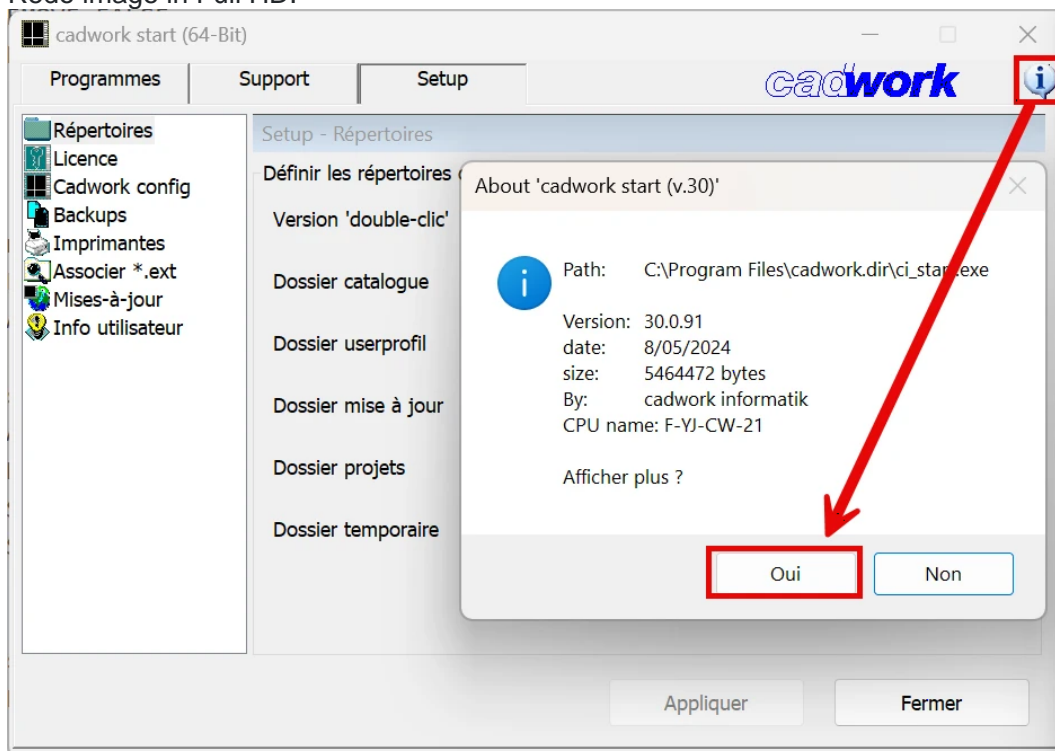 cadwork start (64-Bit)
Programmes Support Setup cadwork
Répertoires
Licence
Cadwork config
Backups
Imprimantes
Associer *.ext
Mises-à-jour
Info utilisateur
Setup - Répertoires
Définir les répertoires
Version 'double-clic'
Dossier catalogue
Dossier userprofil
Dossier mise à jour
Dossier projets
Dossier temporaire
About 'cadwork start (v.30)'
Path: C:\Program Files\cadwork.dir\ci_start.exe
Version: 30.0.91
date: 8/05/2024
size: 5464472 bytes
By: cadwork informatik
CPU name: F-YJ-CW-21
Afficher plus ?
Oui Non
Appliquer Fermer